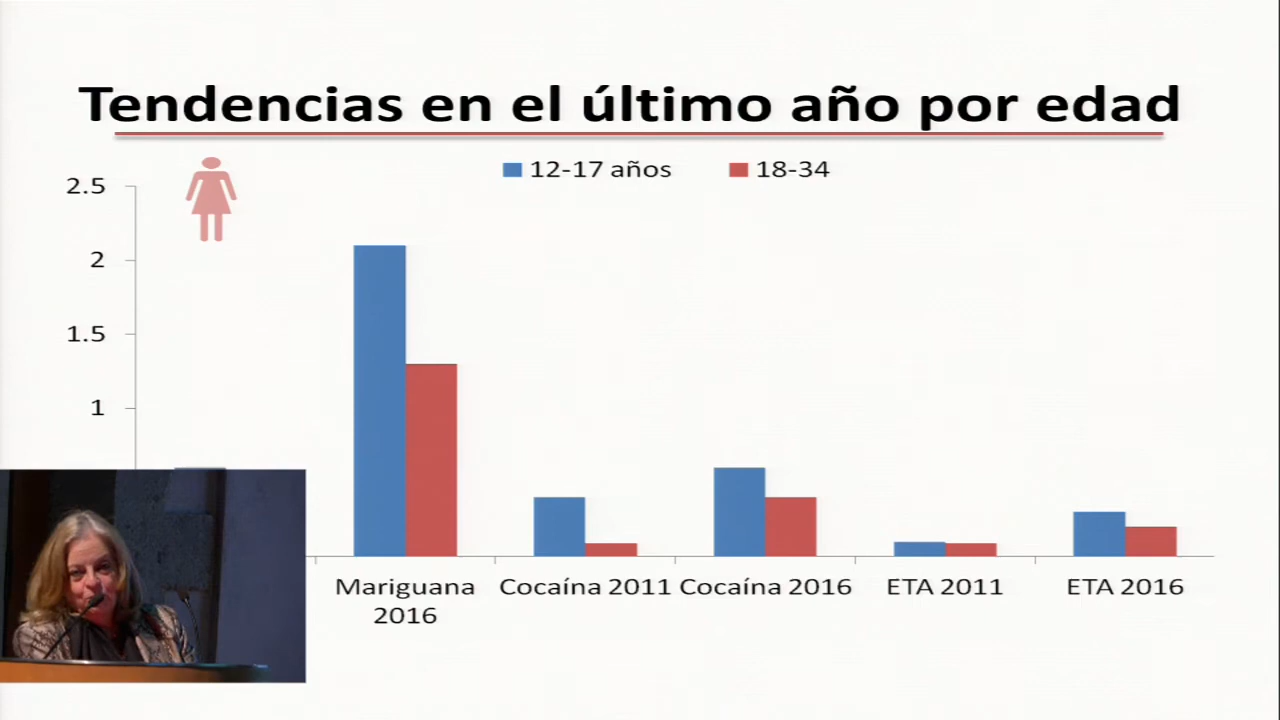 Tendencias en el último año por edad
12-17 años
18-34
2.5
2
1.5
1
Mariguana 2016
Cocaína 2011
Cocaína 2016
ETA 2011
ETA 2016